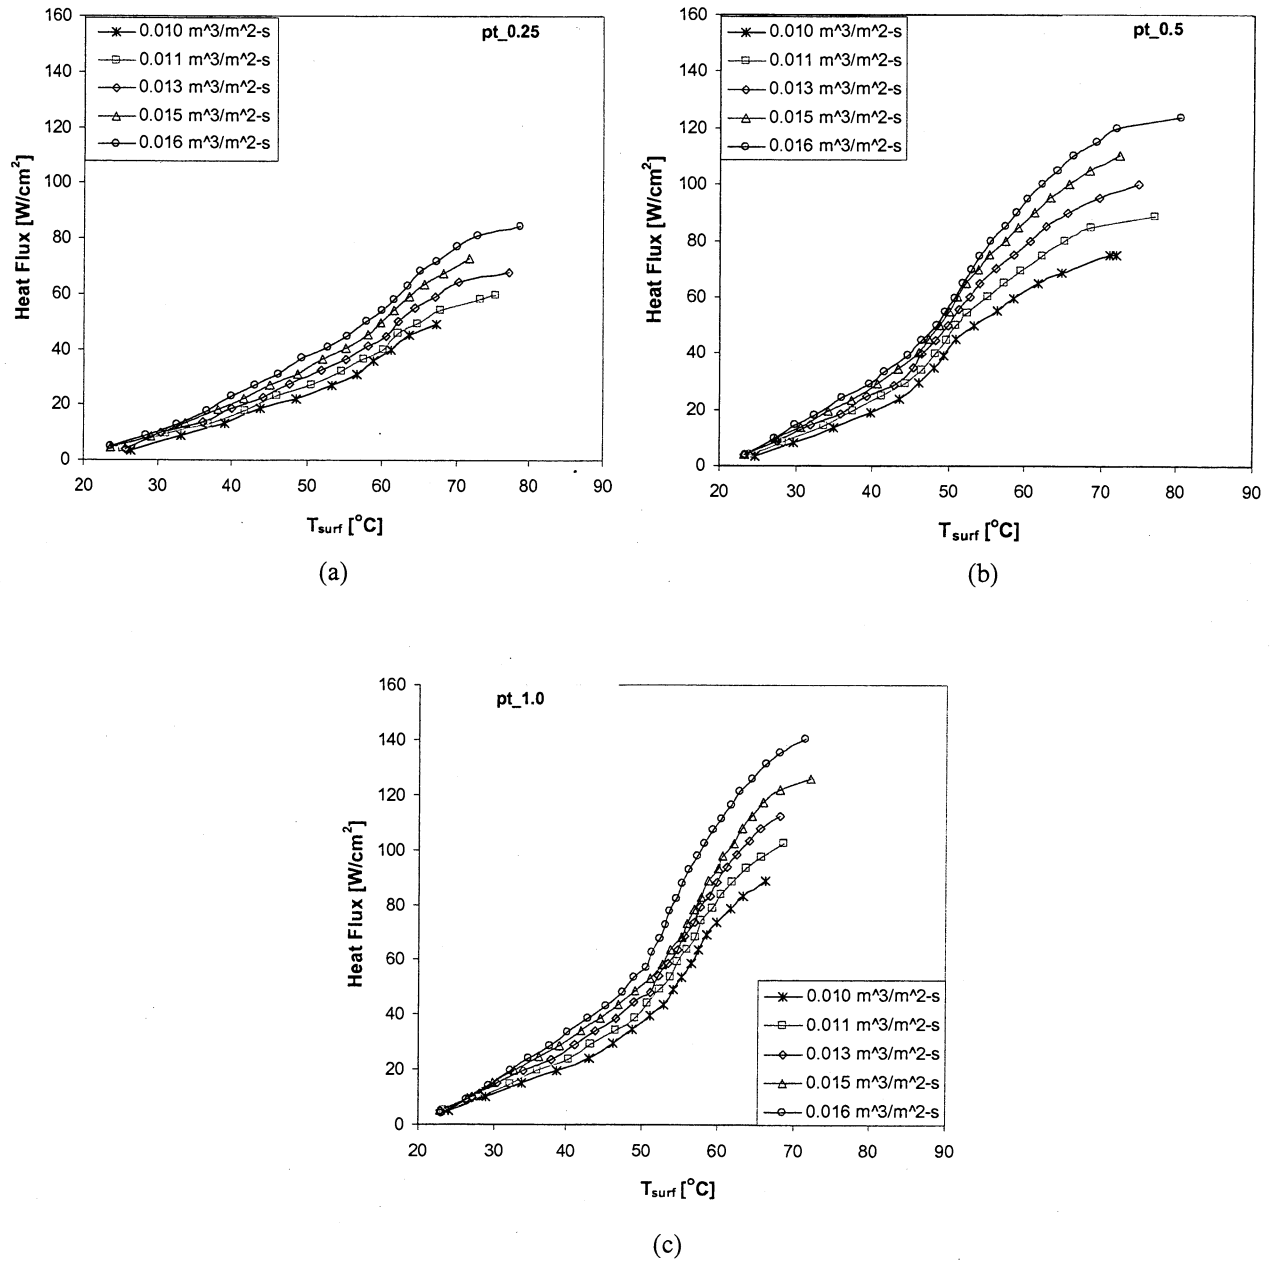 160
140
120
100
80
60
40
20
0
Heat Flux [W/cm²]
0.010 m^3/m^2-s
0.011 m^3/m^2-s
0.013 m^3/m^2-s
0.015 m^3/m^2-s
0.016 m^3/m^2-s
pt_0.25
20 30 40 50 60 70 80 90
Tsurf [°C]
(a)
160
140
120
100
80
60
40
20
0
Heat Flux [W/cm²]
0.010 m^3/m^2-s
0.011 m^3/m^2-s
0.013 m^3/m^2-s
0.015 m^3/m^2-s
0.016 m^3/m^2-s
pt_0.5
20 30 40 50 60 70 80 90
Tsurf [°C]
(b)
160
140
120
100
80
60
40
20
0
Heat Flux [W/cm²]
pt_1.0
0.010 m^3/m^2-s
0.011 m^3/m^2-s
0.013 m^3/m^2-s
0.015 m^3/m^2-s
0.016 m^3/m^2-s
20 30 40 50 60 70 80 90
Tsurf [°C]
(c)